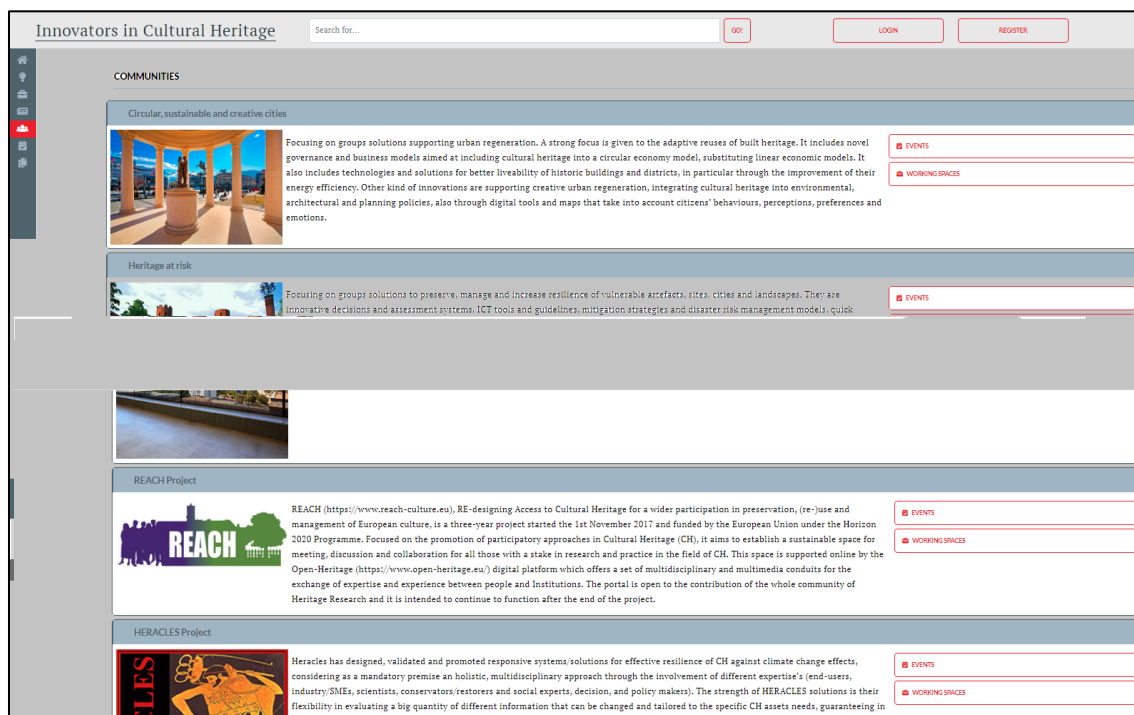 Innovators in Cultural Heritage
Search for...
GO!
LOGIN
REGISTER
COMMUNITIES
Circular, sustainable and creative cities
Focusing on groups solutions supporting urban regeneration. A strong focus is given to the adaptive reuses of built heritage. It includes novel
governance and business models aimed at including cultural heritage into a circular economy model, substituting linear economic models. It
also includes technologies and solutions for better liveability of historic buildings and districts, in particular through the improvement of their
energy efficiency. Other kind of innovations are supporting creative urban regeneration, integrating cultural heritage into environmental,
architectural and planning policies, also through digital tools and maps that take into account citizens' behaviours, perceptions, preferences and
emotions.
EVENTS
WORKING SPACES
Heritage at risk
Focusing on groups solutions to preserve, manage and increase resilience of vulnerable artefacts, sites, cities and landscapes. They are
innovative decisions and assessment systems, ICT tools and guidelines, mitigation strategies and disaster risk management models, quick
EVENTS
REACH Project
REACH
REACH (https://www.reach-culture.eu), RE-designing Access to Cultural Heritage for a wider participation in preservation, (re-)use and
management of European culture, is a three-year project started the 1st November 2017 and funded by the European Union under the Horizon
2020 Programme. Focused on the promotion of participatory approaches in Cultural Heritage (CH), it aims to establish a sustainable space for
meeting, discussion and collaboration for all those with a stake in research and practice in the field of CH. This space is supported online by the
Open-Heritage (https://www.open-heritage.eu/) digital platform which offers a set of multidisciplinary and multimedia conduits for the
exchange of expertise and experience between people and Institutions. The portal is open to the contribution of the whole community of
Heritage Research and it is intended to continue to function after the end of the project.
EVENTS
WORKING SPACES
HERACLES Project
CLES
Heracles has designed, validated and promoted responsive systems/solutions for effective resilience of CH against climate change effects,
considering as a mandatory premise an holistic, multidisciplinary approach through the involvement of different expertise's (end-users,
industry/SMEs, scientists, conservators/restorers and social experts, decision, and policy makers). The strength of HERACLES solutions is their
flexibility in evaluating a big quantity of different information that can be changed and tailored to the specific CH assets needs, guaranteeing in
EVENTS
WORKING SPACES